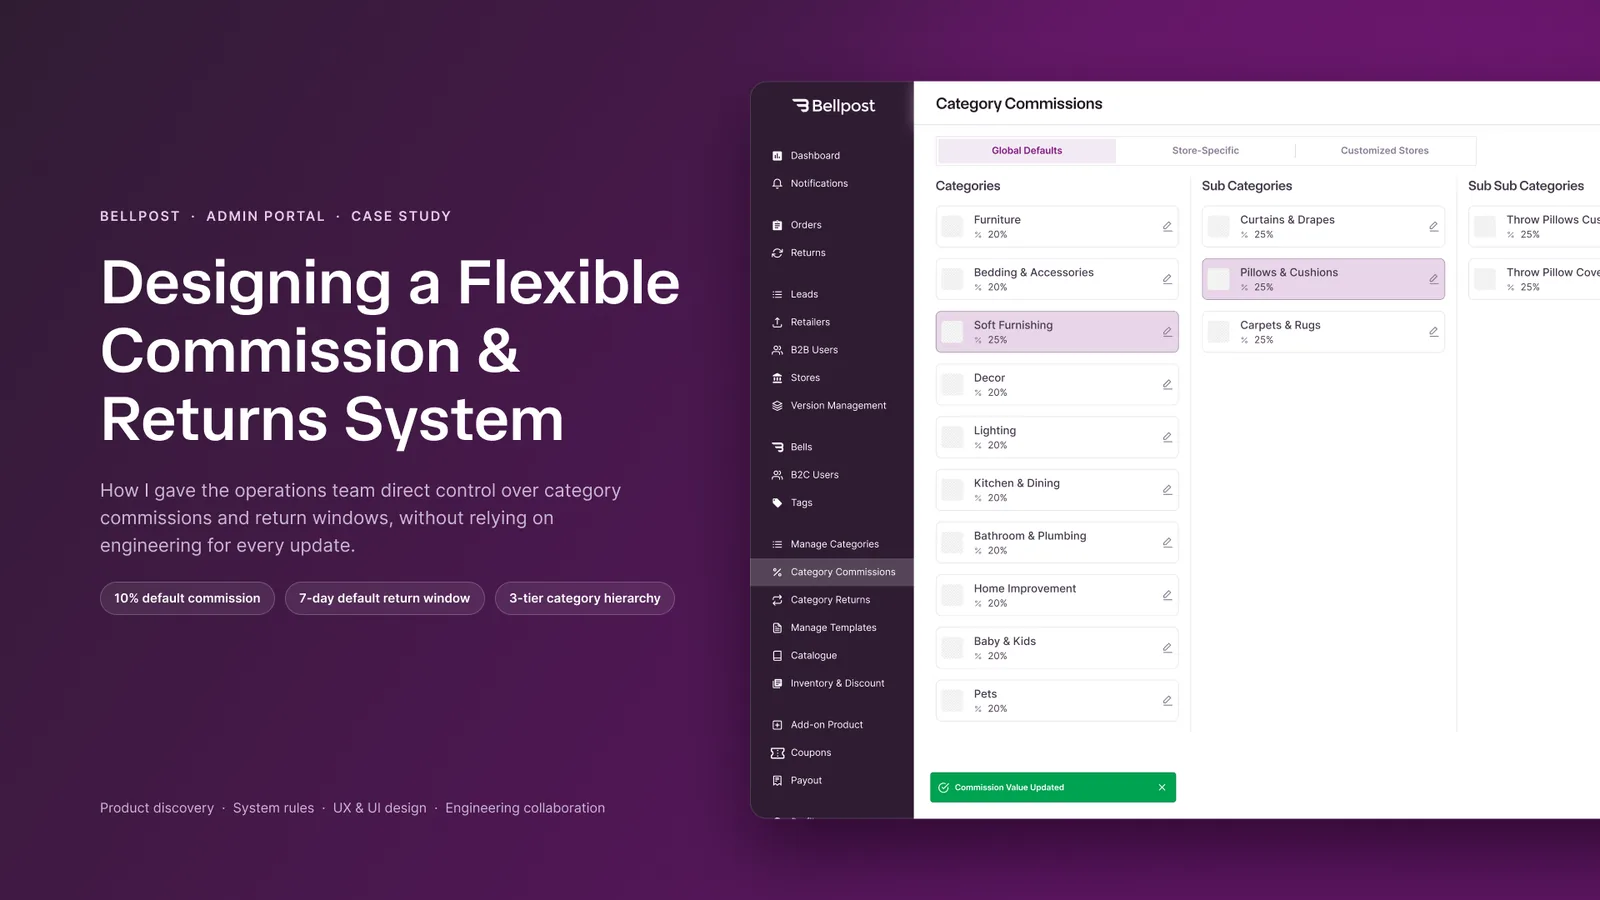 BELLPOST · ADMIN PORTAL · CASE STUDY
Designing a Flexible
Commission &
Returns System
How I gave the operations team direct control over category
commissions and return windows, without relying on
engineering for every update.
10% default commission
7-day default return window
3-tier category hierarchy
Product discovery · System rules · UX & UI design · Engineering collaboration
Bellpost
Dashboard
Notifications
Orders
Returns
Leads
Retailers
B2B Users
Stores
Version Management
Bells
B2C Users
Tags
Manage Categories
Category Commissions
Category Returns
Manage Templates
Catalogue
Inventory & Discount
Add-on Product
Coupons
Payout
Category Commissions
Global Defaults
Store-Specific
Customized Stores
Categories
Furniture
% 20%
Bedding & Accessories
% 20%
Soft Furnishing
% 25%
Decor
% 20%
Lighting
% 20%
Kitchen & Dining
% 20%
Bathroom & Plumbing
% 20%
Home Improvement
% 20%
Baby & Kids
% 20%
Pets
% 20%
Sub Categories
Curtains & Drapes
% 25%
Pillows & Cushions
% 25%
Carpets & Rugs
% 25%
Sub Sub Categories
Throw Pillows Cus
% 25%
Throw Pillow Cove
% 25%
Commission Value Updated